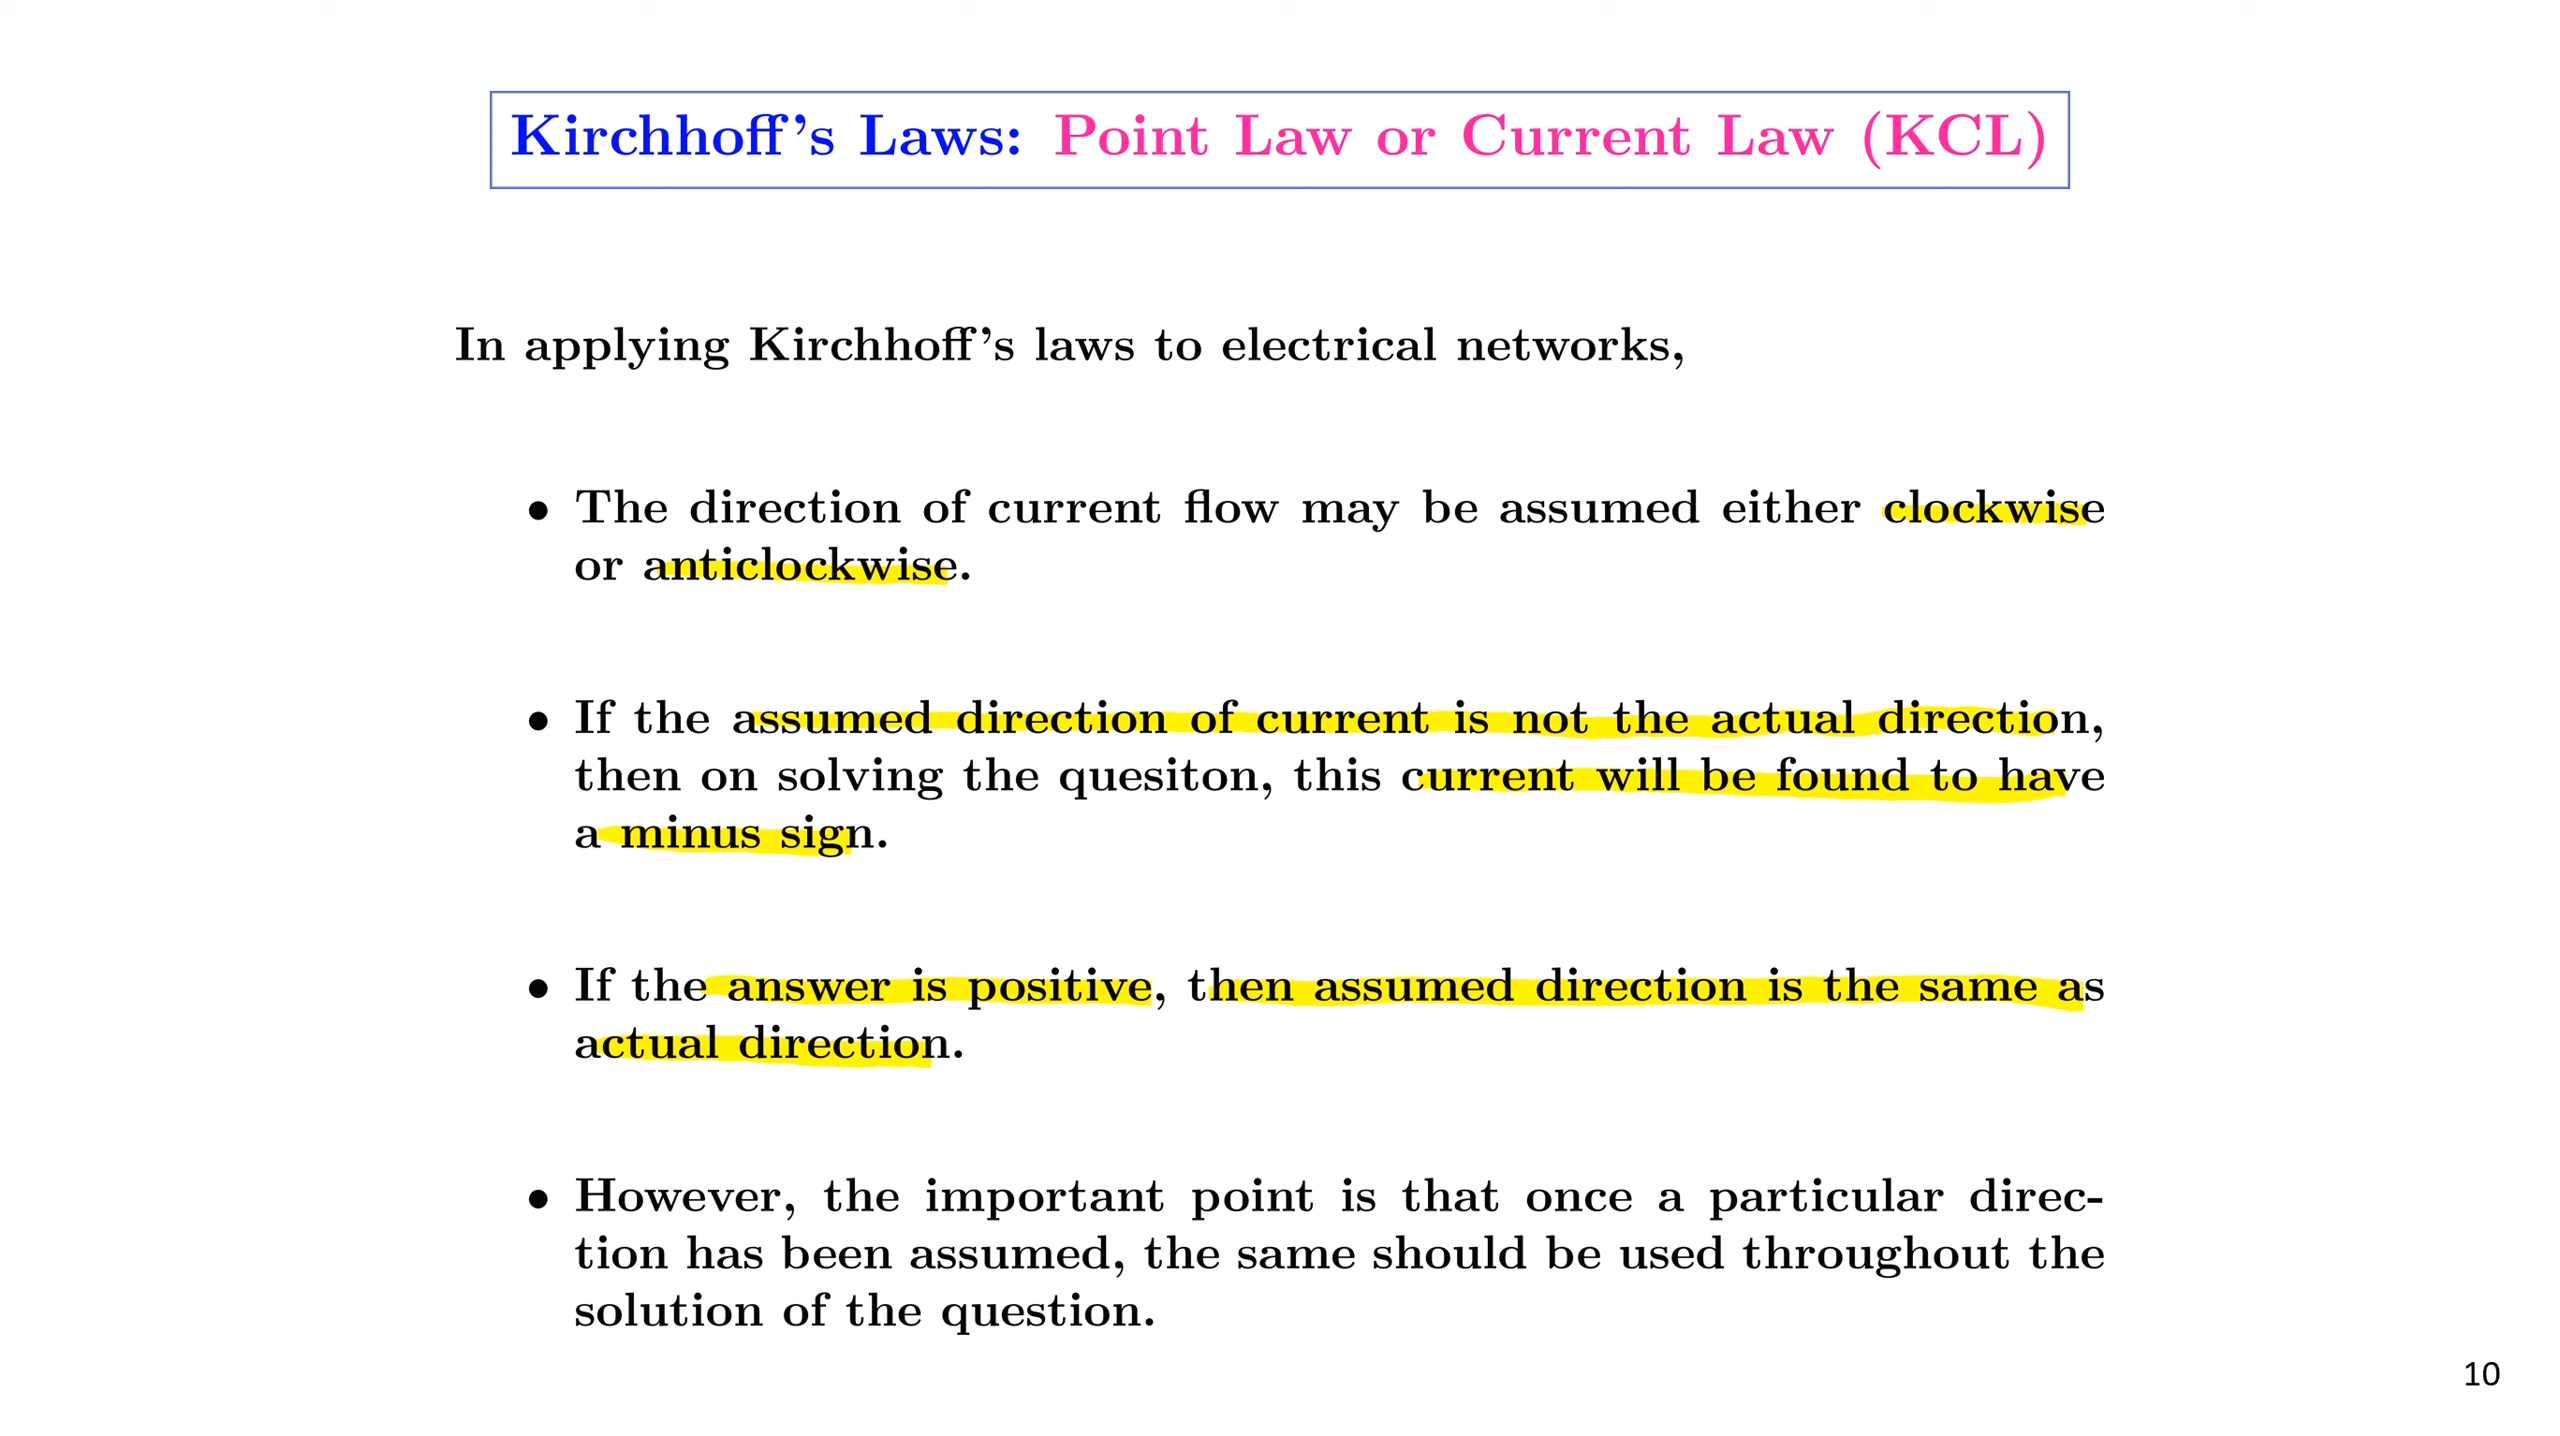 Kirchhoff's Laws: Point Law or Current Law (KCL)
In applying Kirchhoff's laws to electrical networks,
• The direction of current flow may be assumed either clockwise
or anticlockwise.
• If the assumed direction of current is not the actual direction,
then on solving the quesiton, this current will be found to have
a minus sign.
• If the answer is positive, then assumed direction is the same as
actual direction.
• However, the important point is that once a particular direc-
tion has been assumed, the same should be used throughout the
solution of the question.
10